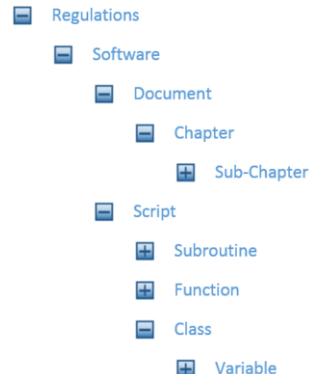 Regulations
Software
Document
Chapter
Sub-Chapter
Script
Subroutine
Function
Class
Variable